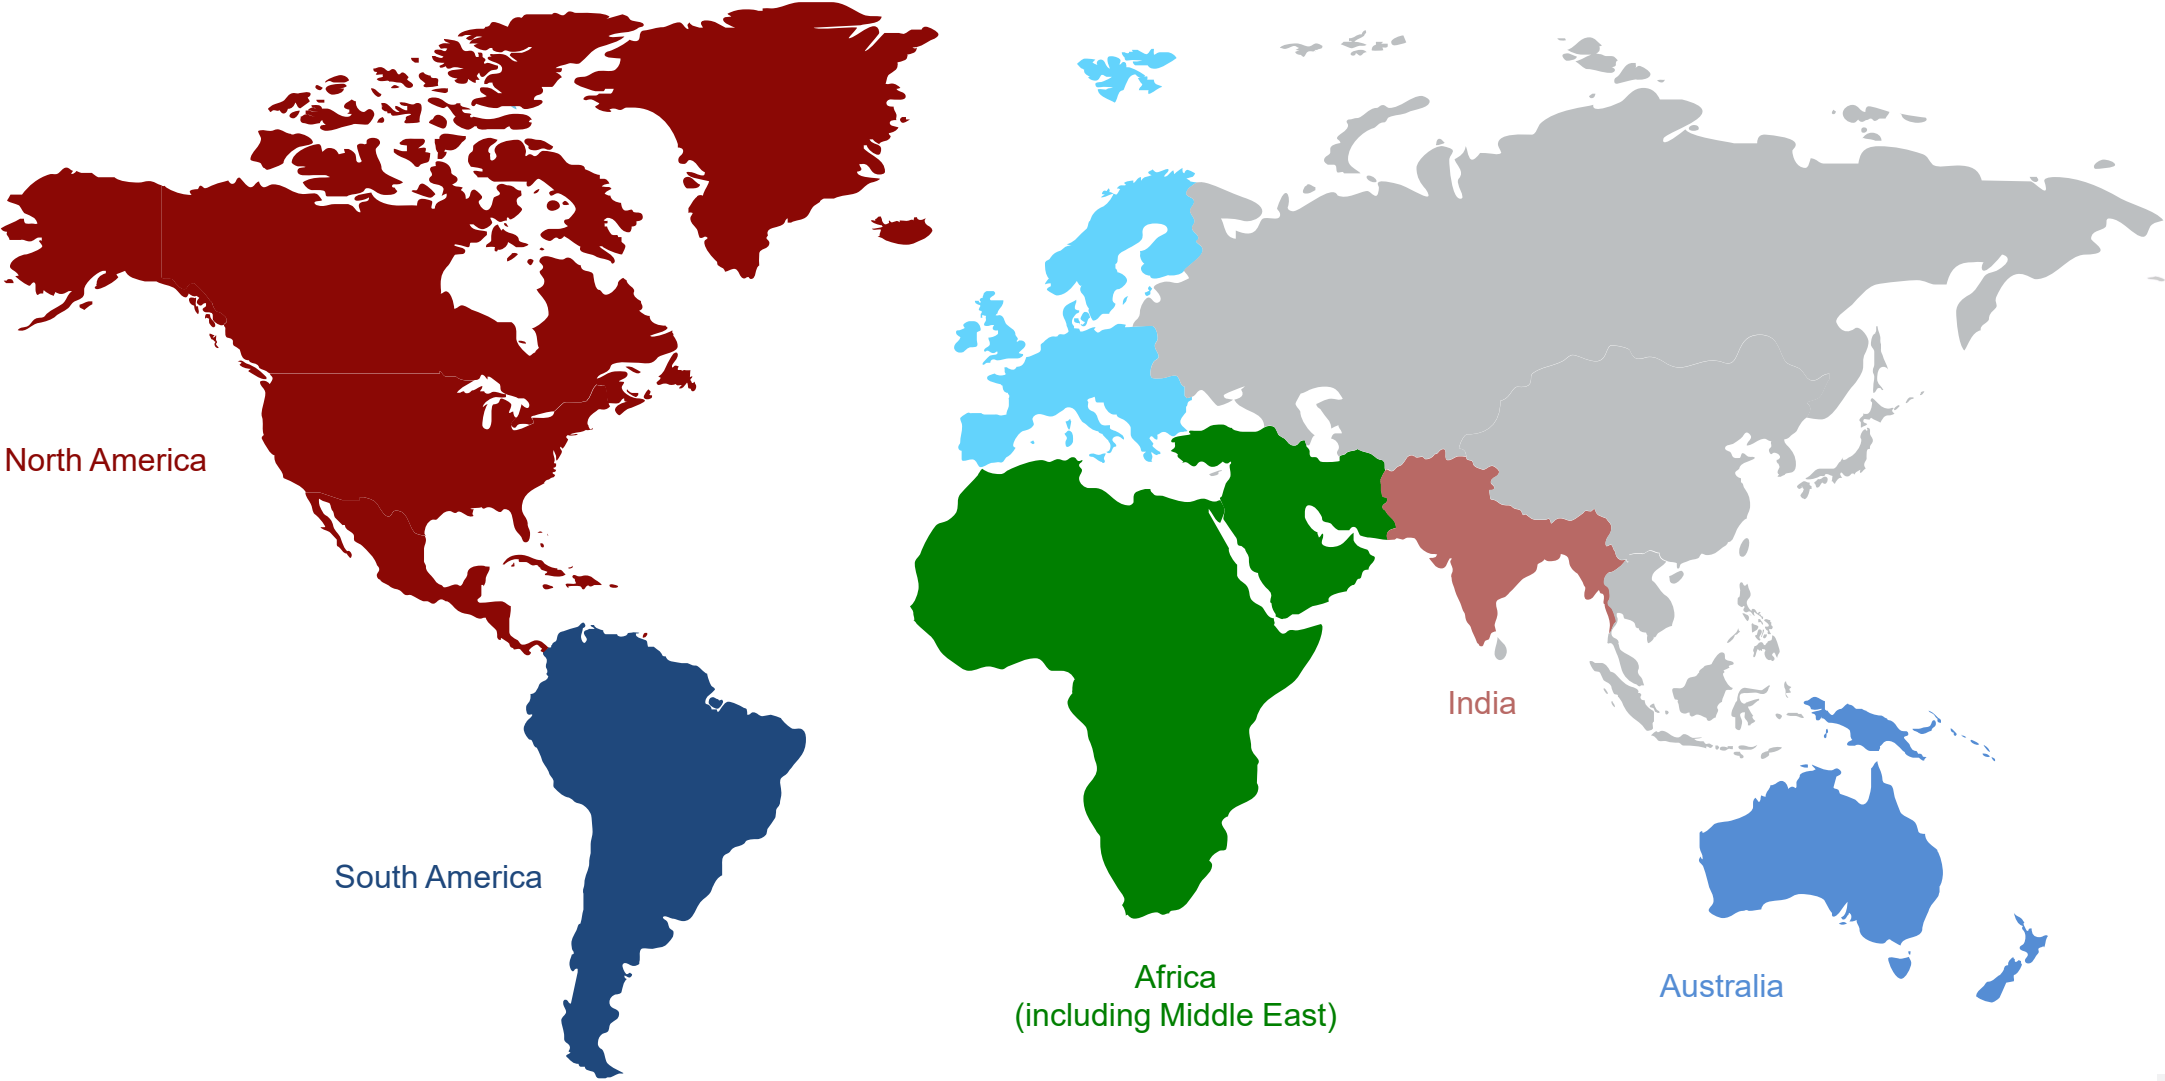 North America
India
South America
Africa
(including Middle East)
Australia